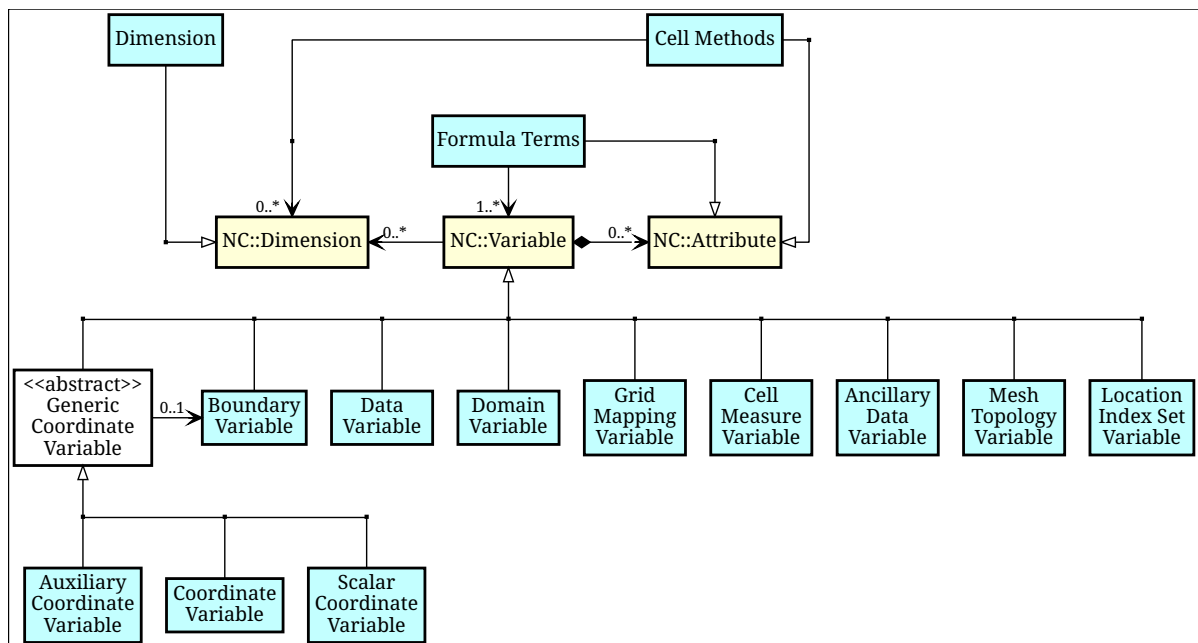 Dimension
Cell Methods
Formula Terms
0..*
1..*
NC::Dimension
0..*
NC::Variable
0..*
NC::Attribute
<<abstract>>
Generic
Coordinate
Variable
0..1
Boundary
Variable
Data
Variable
Domain
Variable
Grid
Mapping
Variable
Cell
Measure
Variable
Ancillary
Data
Variable
Mesh
Topology
Variable
Location
Index Set
Variable
Auxiliary
Coordinate
Variable
Coordinate
Variable
Scalar
Coordinate
Variable